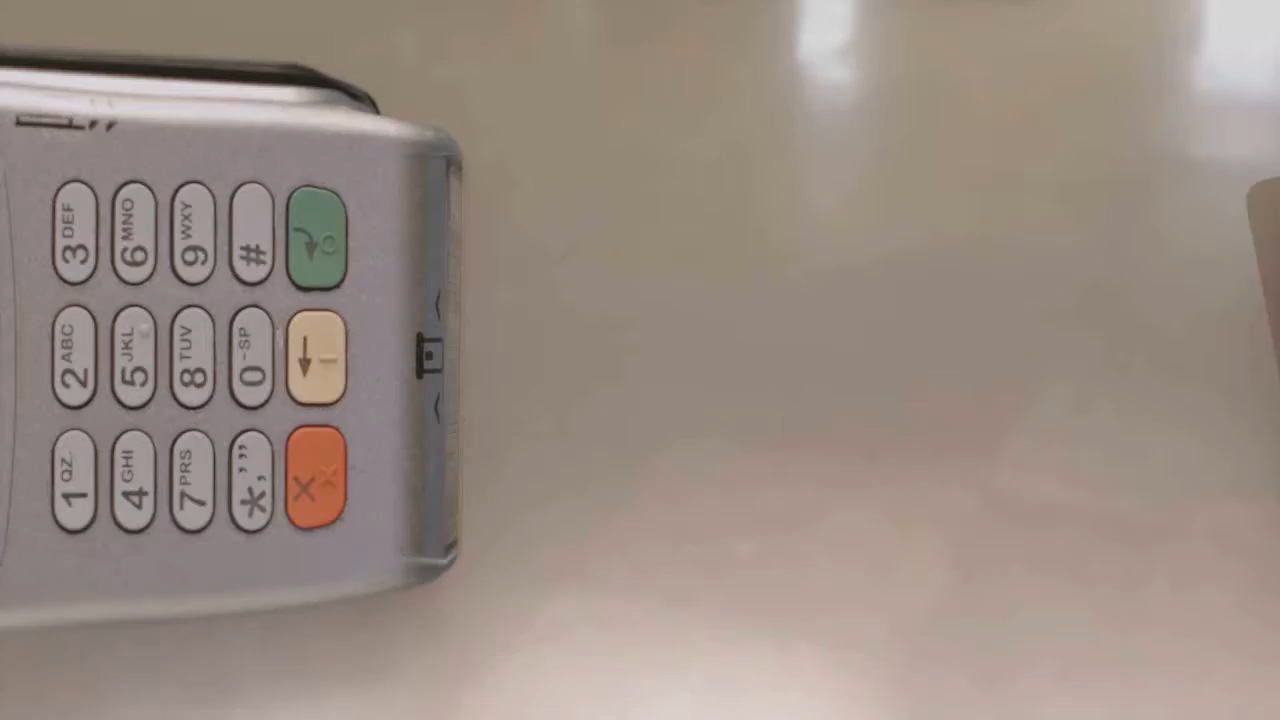 1 QZ. 2 ABC 3 DEF
4 GHI 5 JKL 6 MNO
7 PRS 8 TUV 9 WXY
*,'" 0 -SP #